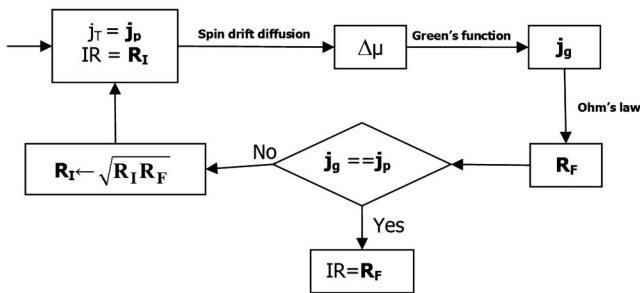 j_T = j_p
IR = R_I
Spin drift diffusion
Δμ
Green's function
j_g
Ohm's law
R_F
j_g ==j_p
No
R_I← √R_I R_F
Yes
IR=R_F